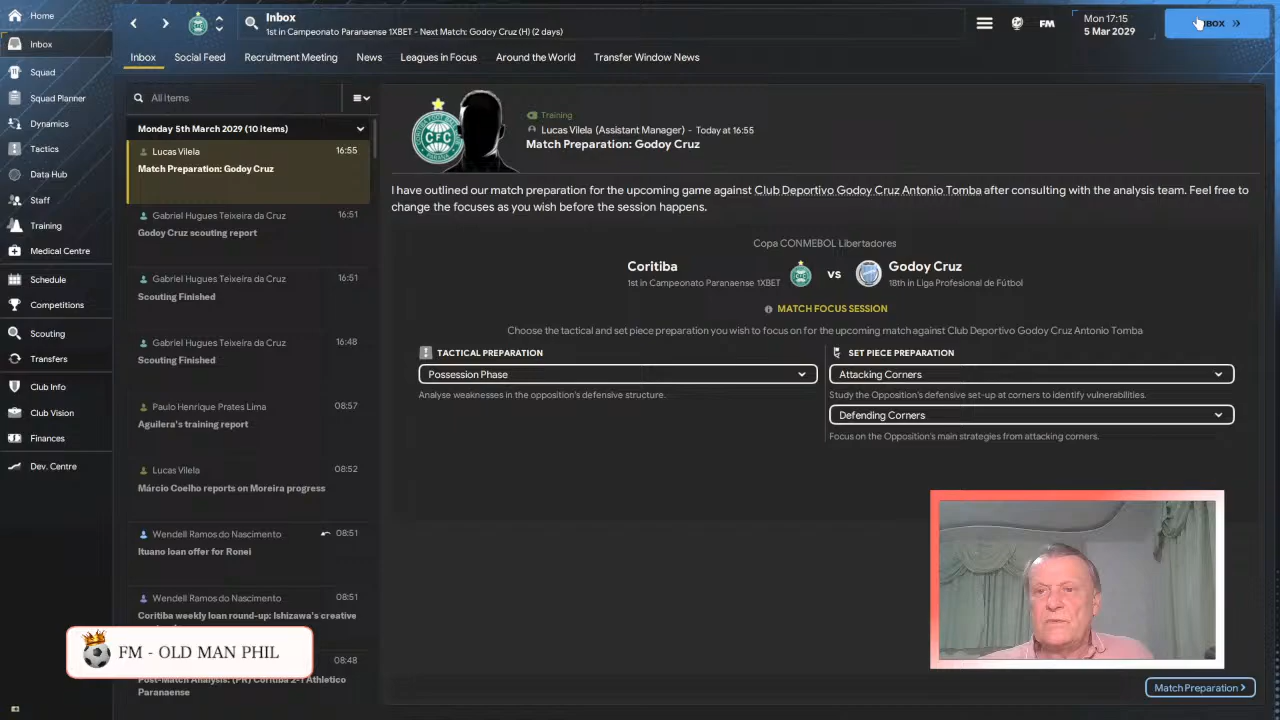 Home
Inbox
Squad
Squad Planner
Dynamics
Tactics
Data Hub
Staff
Training
Medical Centre
Schedule
Competitions
Scouting
Transfers
Club Info
Club Vision
Finances
Dev. Centre
Inbox
1st in Campeonato Paranaense 1XBET - Next Match: Godoy Cruz (H) (2 days)
FM
Mon 17:15
5 Mar 2029
Inbox Social Feed Recruitment Meeting News Leagues in Focus Around the World Transfer Window News
All Items
Monday 5th March 2029 (10 items)
Lucas Vilela 16:55
Match Preparation: Godoy Cruz
Gabriel Hugues Teixeira da Cruz 16:51
Godoy Cruz scouting report
Gabriel Hugues Teixeira da Cruz 16:51
Scouting Finished
Gabriel Hugues Teixeira da Cruz 16:48
Scouting Finished
Paulo Henrique Prates Lima 08:57
Aguilera's training report
Lucas Vilela 08:52
Márcio Coelho reports on Moreira progress
Wendell Ramos do Nascimento 08:51
Ituano loan offer for Ronei
Wendell Ramos do Nascimento 08:51
Coritiba weekly loan round-up: Ishizawa's creative
08:48
Post-Match Analysis: (PR) Coritiba 2-1 Athletico
Paranaense
CFC
Training
Lucas Vilela (Assistant Manager) - Today at 16:55
Match Preparation: Godoy Cruz
I have outlined our match preparation for the upcoming game against Club Deportivo Godoy Cruz Antonio Tomba after consulting with the analysis team. Feel free to
change the focuses as you wish before the session happens.
Copa CONMEBOL Libertadores
Coritiba vs Godoy Cruz
1st in Campeonato Paranaense 1XBET 18th in Liga Profesional de Fútbol
MATCH FOCUS SESSION
Choose the tactical and set piece preparation you wish to focus on for the upcoming match against Club Deportivo Godoy Cruz Antonio Tomba
TACTICAL PREPARATION
Possession Phase
Analyse weaknesses in the opposition's defensive structure.
SET PIECE PREPARATION
Attacking Corners
Study the Opposition's defensive set-up at corners to identify vulnerabilities.
Defending Corners
Focus on the Opposition's main strategies from attacking corners.
FM - OLD MAN PHIL
Match Preparation